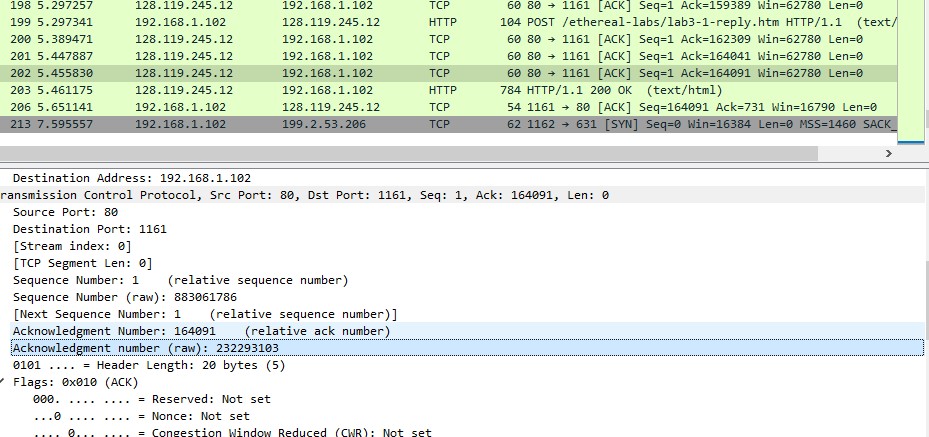 198 5.297257 128.119.245.12 192.168.1.102 TCP 60 80 → 1161 [ACK] Seq=1 Ack=159389 Win=62780 Len=0
199 5.297341 192.168.1.102 128.119.245.12 HTTP 104 POST /ethereal-labs/lab3-1-reply.htm HTTP/1.1 (text/
200 5.389471 128.119.245.12 192.168.1.102 TCP 60 80 → 1161 [ACK] Seq=1 Ack=162309 Win=62780 Len=0
201 5.447887 128.119.245.12 192.168.1.102 TCP 60 80 → 1161 [ACK] Seq=1 Ack=164041 Win=62780 Len=0
202 5.455830 128.119.245.12 192.168.1.102 TCP 60 80 → 1161 [ACK] Seq=1 Ack=164091 Win=62780 Len=0
203 5.461175 128.119.245.12 192.168.1.102 HTTP 784 HTTP/1.1 200 OK (text/html)
206 5.651141 192.168.1.102 128.119.245.12 TCP 54 1161 → 80 [ACK] Seq=164091 Ack=731 Win=16790 Len=0
213 7.595557 192.168.1.102 199.2.53.206 TCP 62 1162 → 631 [SYN] Seq=0 Win=16384 Len=0 MSS=1460 SACK_
Destination Address: 192.168.1.102
ransmission Control Protocol, Src Port: 80, Dst Port: 1161, Seq: 1, Ack: 164091, Len: 0
Source Port: 80
Destination Port: 1161
[Stream index: 0]
[TCP Segment Len: 0]
Sequence Number: 1 (relative sequence number)
Sequence Number (raw): 883061786
[Next Sequence Number: 1 (relative sequence number)]
Acknowledgment Number: 164091 (relative ack number)
Acknowledgment number (raw): 232293103
0101 .... = Header Length: 20 bytes (5)
Flags: 0x010 (ACK)
000. .... .... = Reserved: Not set
...0 .... .... = Nonce: Not set
.... 0... .... = Congestion Window Reduced (CWR): Not set